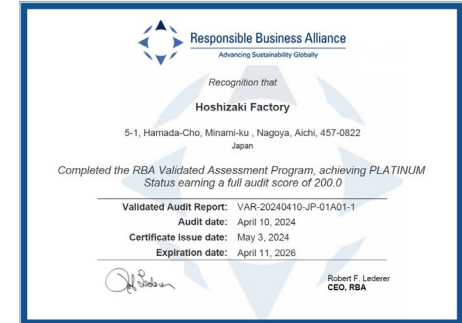 Responsible Business Alliance
Advancing Sustainability Globally
Recognition that
Hoshizaki Factory
5-1, Hamada-Cho, Minami-ku , Nagoya, Aichi, 457-0822
Japan
Completed the RBA Validated Assessment Program, achieving PLATINUM
Status earning a full audit score of 200.0
Validated Audit Report: VAR-20240410-JP-01A01-1
Audit date: April 10, 2024
Certificate issue date: May 3, 2024
Expiration date: April 11, 2026
Robert F. Lederer
CEO, RBA